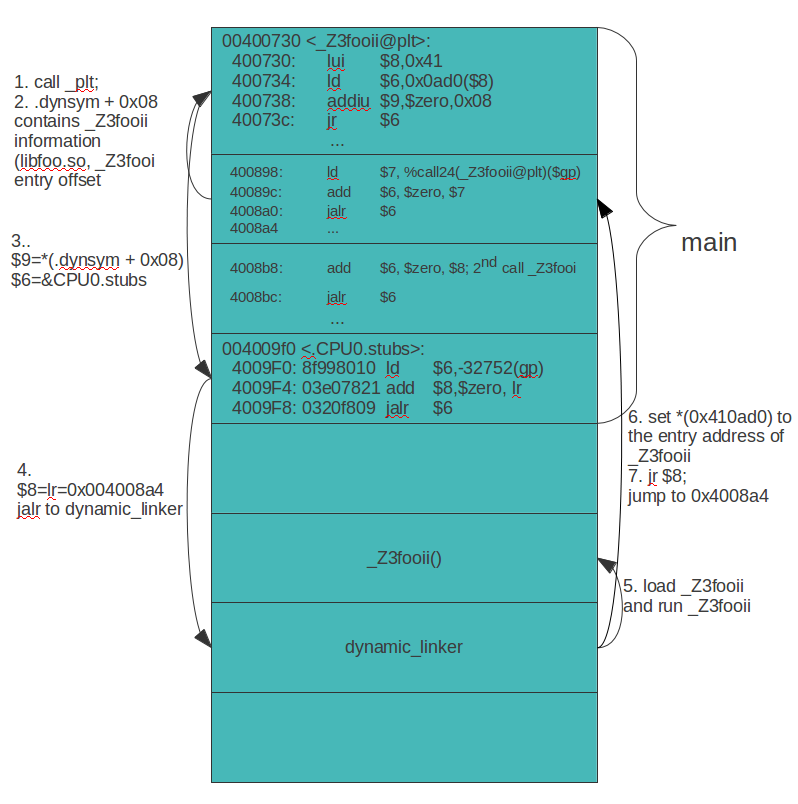 1. call _plt;
2. .dynsym + 0x08
contains _Z3fooii
information
(libfoo.so, _Z3fooi
entry offset
3..
$9=*(.dynsym + 0x08)
$6=&CPU0.stubs
4.
$8=lr=0x004008a4
jalr to dynamic_linker
00400730 <_Z3fooii@plt>:
400730: lui $8,0x41
400734: ld $6,0x0ad0($8)
400738: addiu $9,$zero,0x08
40073c: jr $6
...
400898: ld $7, %call24(_Z3fooii@plt)($gp)
40089c: add $6, $zero, $7
4008a0: jalr $6
4008a4 ...
4008b8: add $6, $zero, $8; 2nd call _Z3fooi
4008bc: jalr $6
...
004009f0 <.CPU0.stubs>:
4009F0: 8f998010 ld $6,-32752(gp)
4009F4: 03e07821 add $8,$zero, lr
4009F8: 0320f809 jalr $6
_Z3fooii()
dynamic_linker
main
6. set *(0x410ad0) to
the entry address of
_Z3fooii
7. jr $8;
jump to 0x4008a4
5. load _Z3fooii
and run _Z3fooii